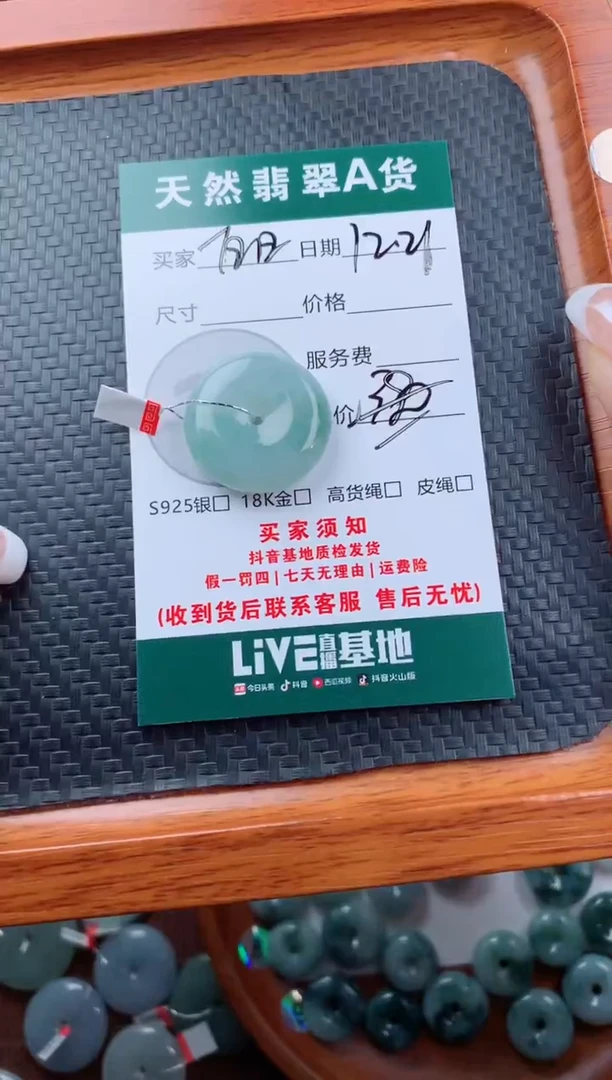 天然翡翠A货
买家 日期 12.21
尺寸 价格
服务费
价
S925银□ 18K金□ 高货绳□ 皮绳□
买家须知
抖音基地质检发货
假一罚四|七天无理由|运费险
(收到货后联系客服 售后无忧)
LiVE直播基地
今日头条 抖音 西瓜视频 抖音火山版